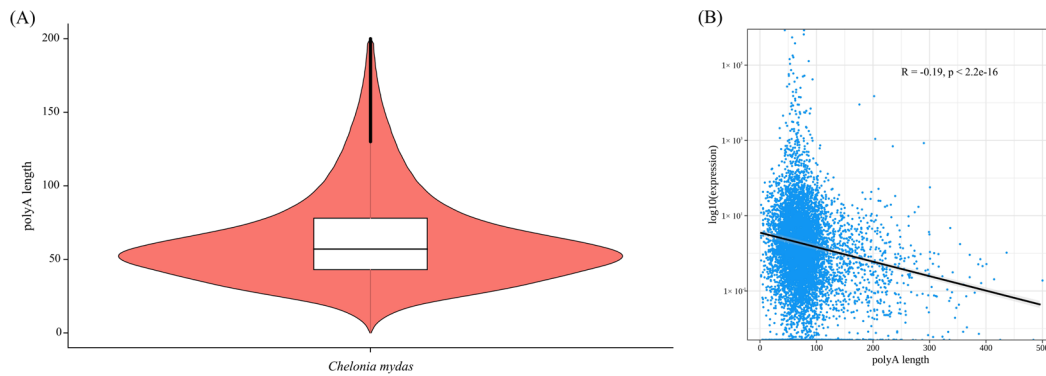 (A)
200
150
100
50
0
polyA length
Chelonia mydas
(B)
R = -0.19, p < 2.2e-16
log10(expression)
0 100 200 300 400 500
polyA length